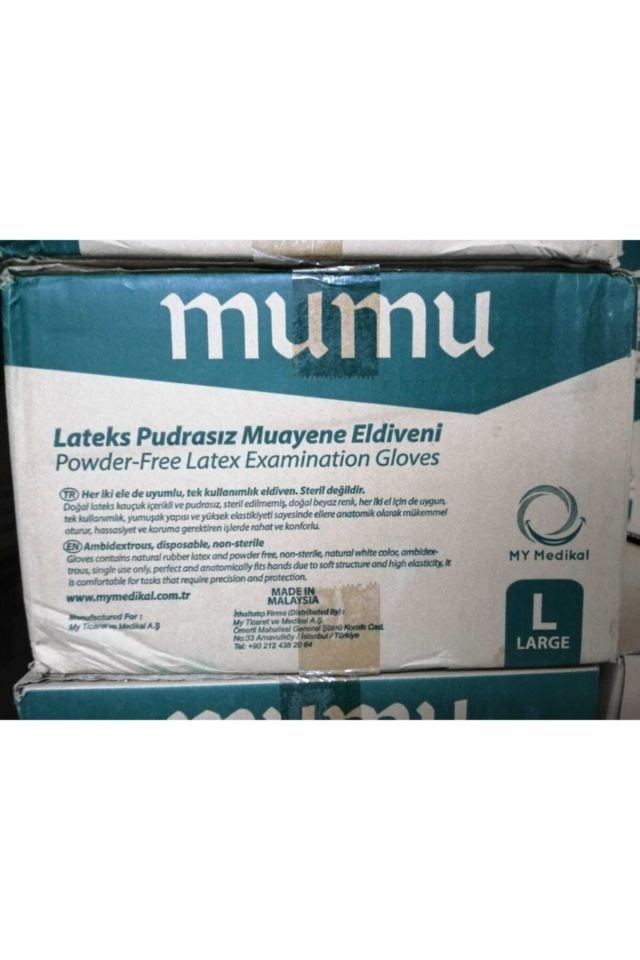 mumu
Lateks Pudrasız Muayene Eldiveni
Powder-Free Latex Examination Gloves
TR Her iki ele de uyumlu, tek kullanımlık eldiven. Steril değildir.
Doğal lateks kauçuk içerikli ve pudrasız, steril edilmemiş, doğal beyaz renk, her iki el için de uygun,
tek kullanımlık, yumuşak yapısı ve yüksek elastikiyeti sayesinde ellere anatomik olarak mükemmel
oturur, hassasiyet ve koruma gerektiren işlerde rahat ve konforlu.
EN Ambidextrous, disposable, non-sterile
Gloves contains natural rubber latex and powder free, non-sterile, natural white color, ambidex-
trous, single use only, perfect and anatomically fits hands due to soft structure and high elasticity, it
is comfortable for tasks that require precision and protection.
www.mymedikal.com.tr
MADE IN
MALAYSIA
Manufactured For :
My Ticaret ve Medikal A.Ş
İthalatçı Firma (Distributed By) :
My Ticaret ve Medikal A.Ş.
Ömerli Mahallesi General Şükrü Konatlı Cad.
No:33 Arnavutköy / İstanbul / Türkiye
Tel: +90 212 438 20 64
MY Medikal
L
LARGE
mumu